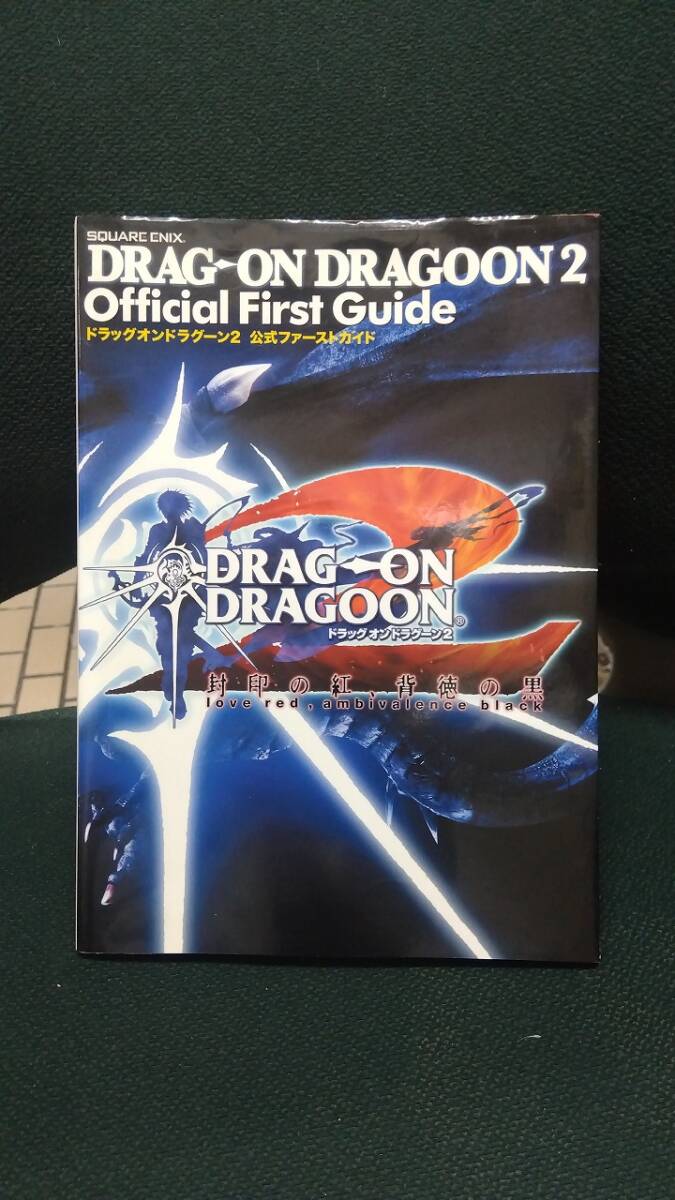 SQUARE ENIX®
DRAG-ON DRAGOON 2
Official First Guide
ドラッグオンドラグーン2 公式ファーストガイド
DRAG-ON
DRAGOON®
ドラッグ オン ドラグーン2
封印の紅、背徳の黒
love red, ambivalence black